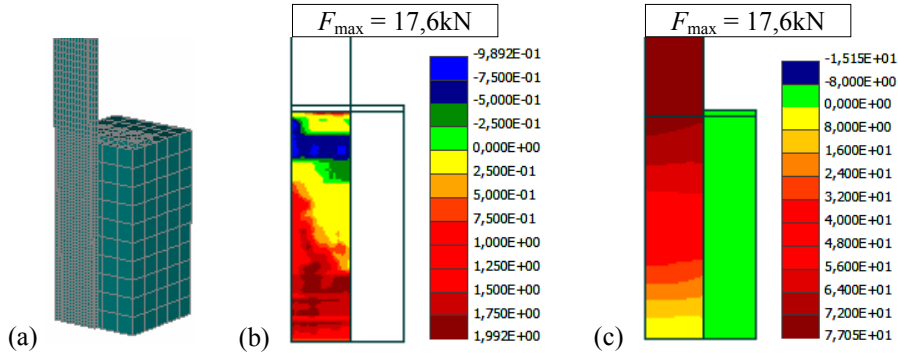 F_max = 17,6kN
-9,892E-01
-7,500E-01
-5,000E-01
-2,500E-01
0,000E+00
2,500E-01
5,000E-01
7,500E-01
1,000E+00
1,250E+00
1,500E+00
1,750E+00
1,992E+00
F_max = 17,6kN
-1,515E+01
-8,000E+00
0,000E+00
8,000E+00
1,600E+01
2,400E+01
3,200E+01
4,000E+01
4,800E+01
5,600E+01
6,400E+01
7,200E+01
7,705E+01
(a)
(b)
(c)